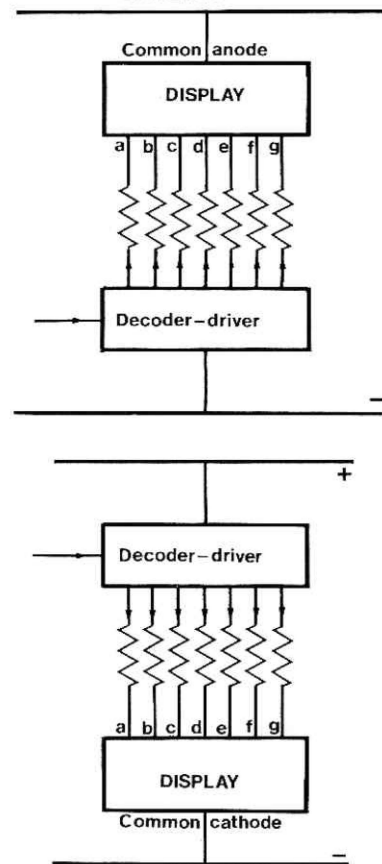 Common anode
DISPLAY
a b c d e f g
Decoder-driver
−
+
Decoder-driver
a b c d e f g
DISPLAY
Common cathode
−